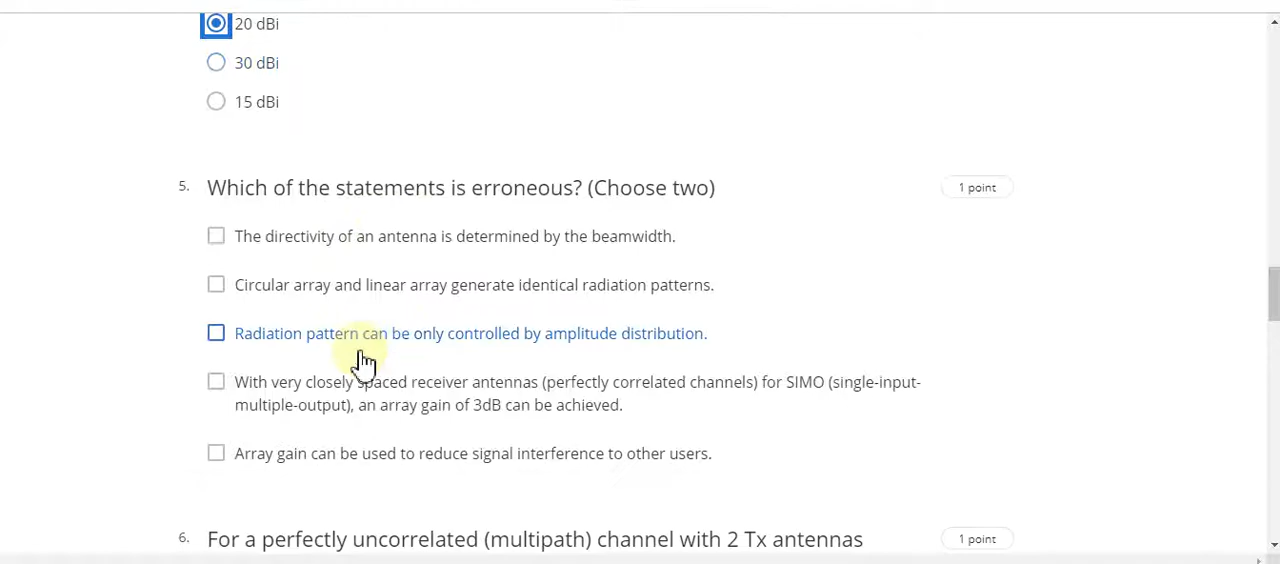 20 dBi
30 dBi
15 dBi
5. Which of the statements is erroneous? (Choose two) 1 point
The directivity of an antenna is determined by the beamwidth.
Circular array and linear array generate identical radiation patterns.
Radiation pattern can be only controlled by amplitude distribution.
With very closely spaced receiver antennas (perfectly correlated channels) for SIMO (single-input-
multiple-output), an array gain of 3dB can be achieved.
Array gain can be used to reduce signal interference to other users.
6. For a perfectly uncorrelated (multipath) channel with 2 Tx antennas 1 point